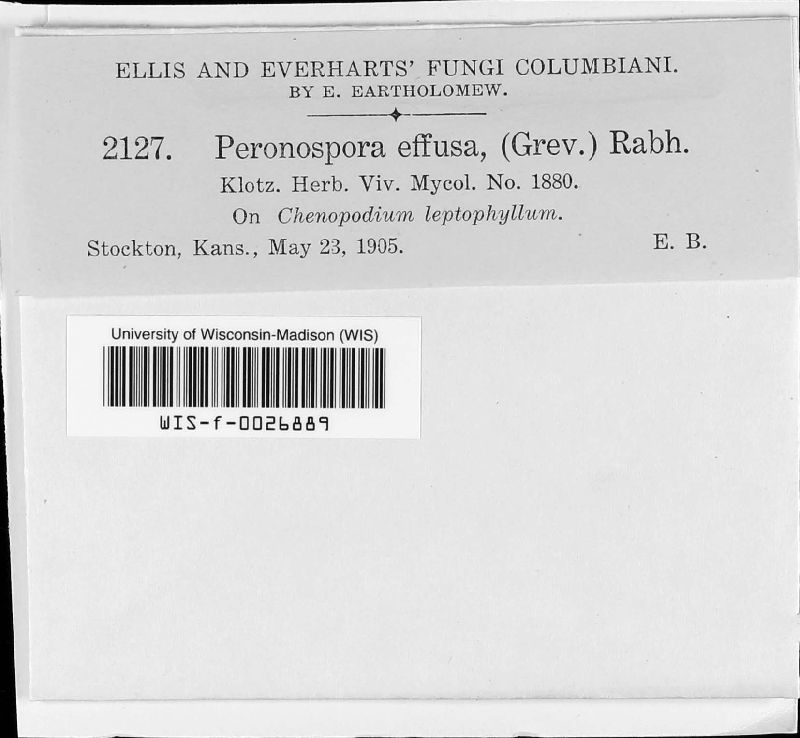 ELLIS AND EVERHARTS' FUNGI COLUMBIANI.
BY E. EARTHOLOMEW.
2127. Peronospora effusa, (Grev.) Rabh.
Klotz. Herb. Viv. Mycol. No. 1880.
On Chenopodium leptophyllum.
Stockton, Kans., May 23, 1905. E. B.
University of Wisconsin-Madison (WIS)
WIS-f-0026889